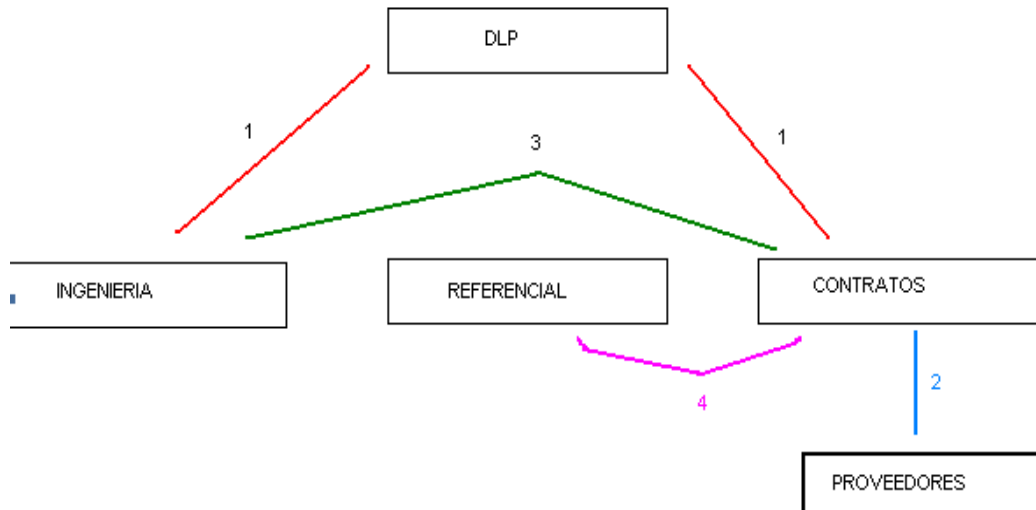 DLP
1
3
1
INGENIERIA
REFERENCIAL
CONTRATOS
4
2
PROVEEDORES